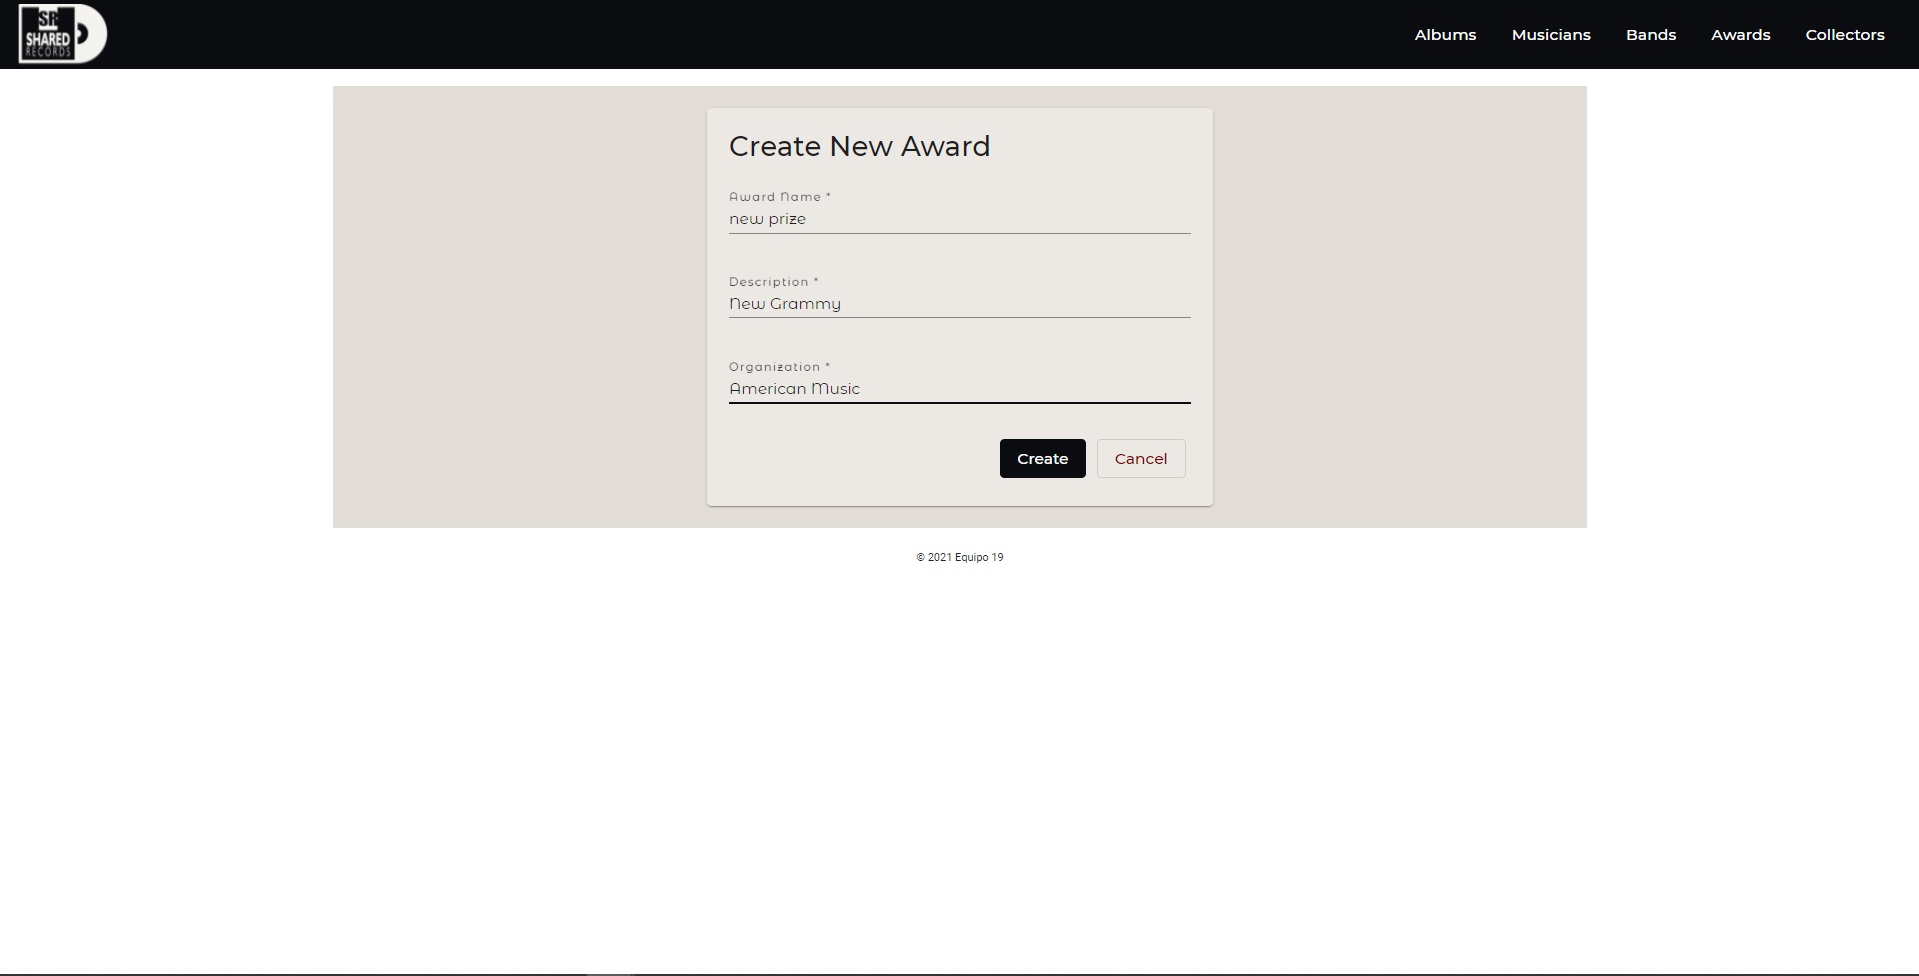 SR
SHARED
RECORDS
Albums Musicians Bands Awards Collectors
Create New Award
Award Name *
new prize
Description *
New Grammy
Organization *
American Music
Create Cancel
© 2021 Equipo 19